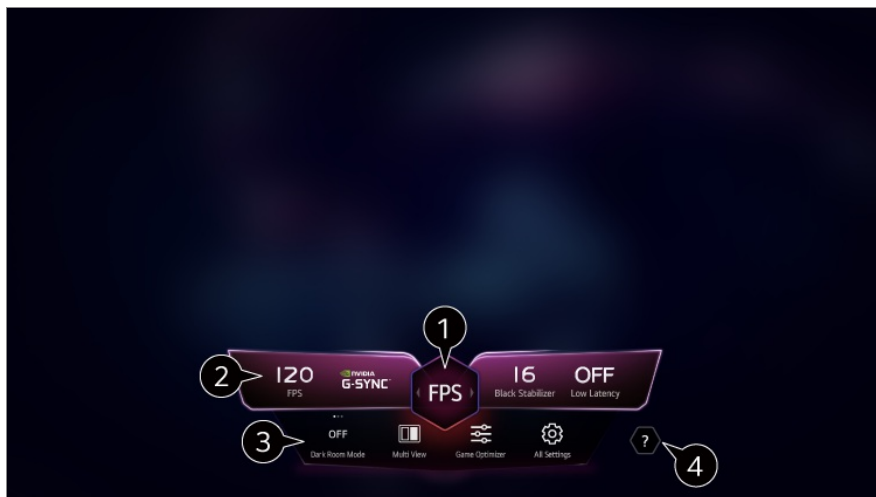 1
2
120
FPS
NVIDIA
G-SYNC
FPS
16
Black Stabilizer
OFF
Low Latency
3
OFF
Dark Room Mode
Multi View
Game Optimizer
All Settings
?
4